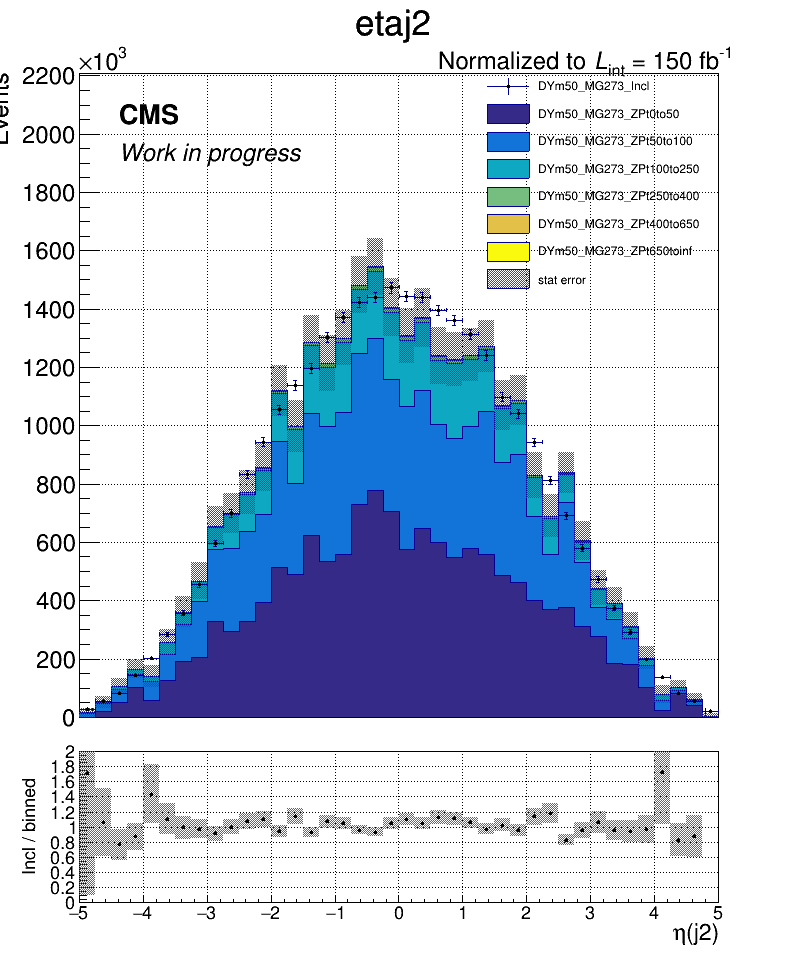 etaj2
×10³
Normalized to Lint = 150 fb⁻¹
Events
2200
2000
1800
1600
1400
1200
1000
800
600
400
200
0
CMS
Work in progress
DYm50_MG273_Incl
DYm50_MG273_ZPt0to50
DYm50_MG273_ZPt50to100
DYm50_MG273_ZPt100to250
DYm50_MG273_ZPt250to400
DYm50_MG273_ZPt400to650
DYm50_MG273_ZPt650toinf
stat error
Incl / binned
2
1.8
1.6
1.4
1.2
1
0.8
0.6
0.4
0.2
0
−5 −4 −3 −2 −1 0 1 2 3 4 5
η(j2)